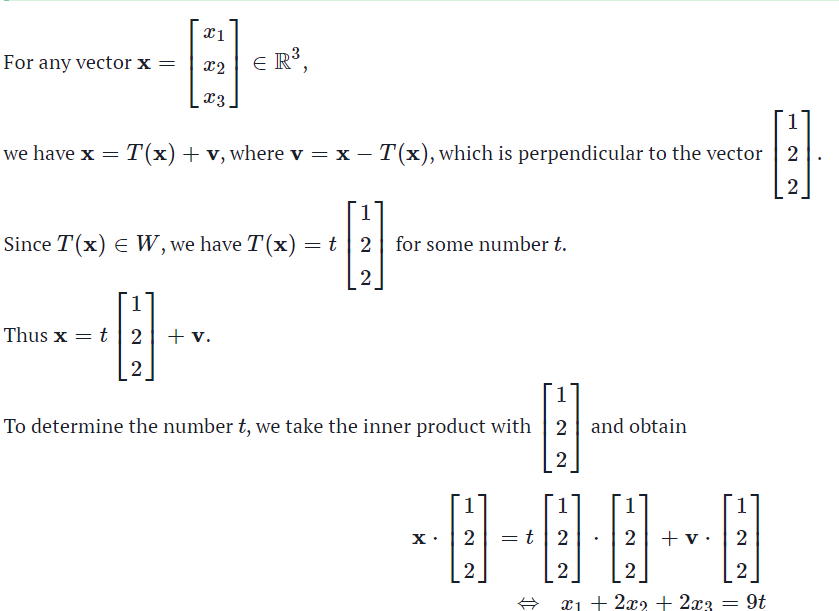 For any vector x = [x1 x2 x3] ∈ ℝ³,
we have x = T(x) + v, where v = x − T(x), which is perpendicular to the vector [1 2 2].
Since T(x) ∈ W, we have T(x) = t [1 2 2] for some number t.
Thus x = t [1 2 2] + v.
To determine the number t, we take the inner product with [1 2 2] and obtain
x · [1 2 2] = t [1 2 2] · [1 2 2] + v · [1 2 2]
⇔ x1 + 2x2 + 2x3 = 9t